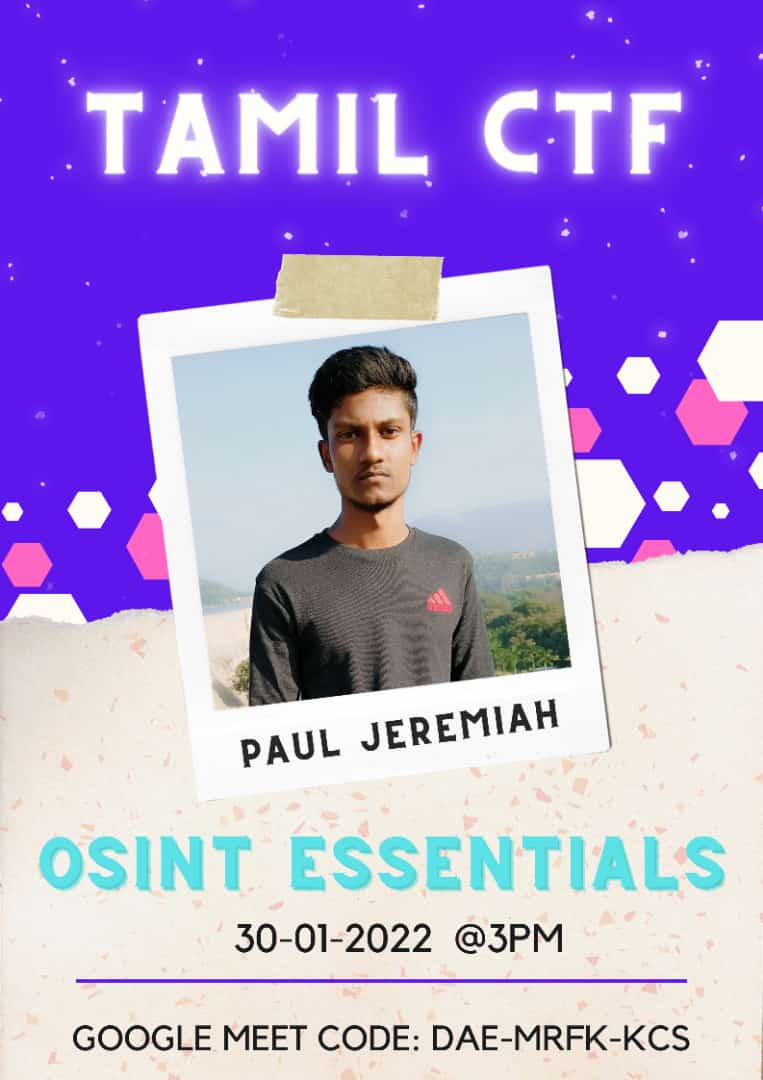 TAMIL CTF
PAUL JEREMIAH
OSINT ESSENTIALS
30-01-2022 @3PM
GOOGLE MEET CODE: DAE-MRFK-KCS